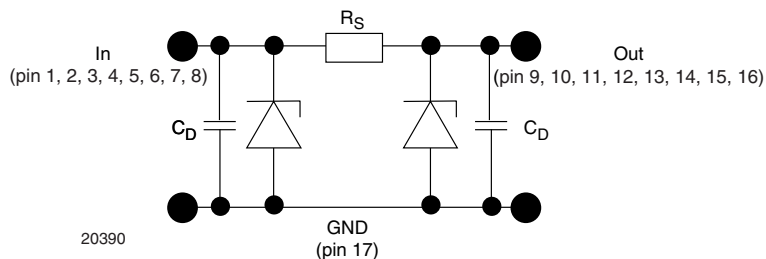 R_S
In
(pin 1, 2, 3, 4, 5, 6, 7, 8)
Out
(pin 9, 10, 11, 12, 13, 14, 15, 16)
C_D
C_D
GND
(pin 17)
20390